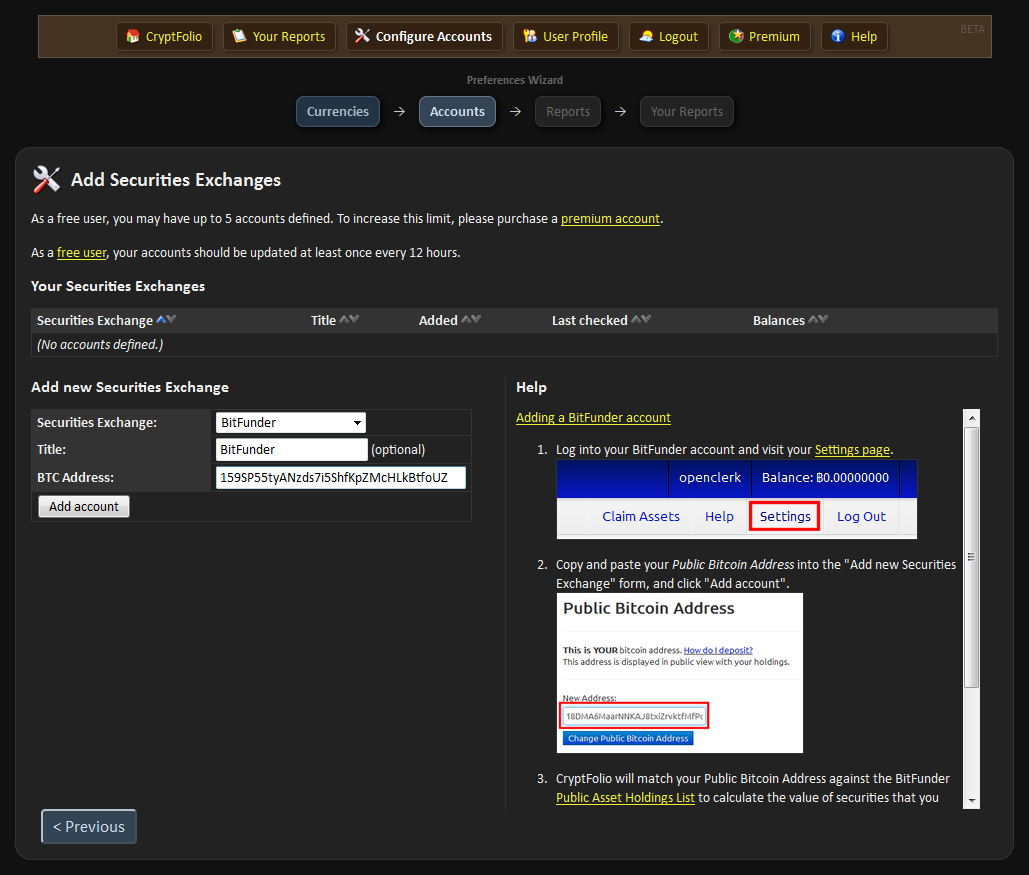 CryptFolio Your Reports Configure Accounts User Profile Logout Premium Help BETA
Preferences Wizard
Currencies → Accounts → Reports → Your Reports
Add Securities Exchanges
As a free user, you may have up to 5 accounts defined. To increase this limit, please purchase a premium account.
As a free user, your accounts should be updated at least once every 12 hours.
Your Securities Exchanges
Securities Exchange Title Added Last checked Balances
(No accounts defined.)
Add new Securities Exchange
Securities Exchange: BitFunder
Title: BitFunder (optional)
BTC Address: 159SP55tyANzds7i5ShfKpZMcHLkBtfoUZ
Add account
Help
Adding a BitFunder account
1. Log into your BitFunder account and visit your Settings page.
openclerk Balance: ฿0.00000000
Claim Assets Help Settings Log Out
2. Copy and paste your Public Bitcoin Address into the "Add new Securities
Exchange" form, and click "Add account".
Public Bitcoin Address
This is YOUR bitcoin address. How do I deposit?
This address is displayed in public view with your holdings.
New Address:
18DMA6MaarNNKAJ8txiZrvktfMfPc
Change Public Bitcoin Address
3. CryptFolio will match your Public Bitcoin Address against the BitFunder
Public Asset Holdings List to calculate the value of securities that you
< Previous